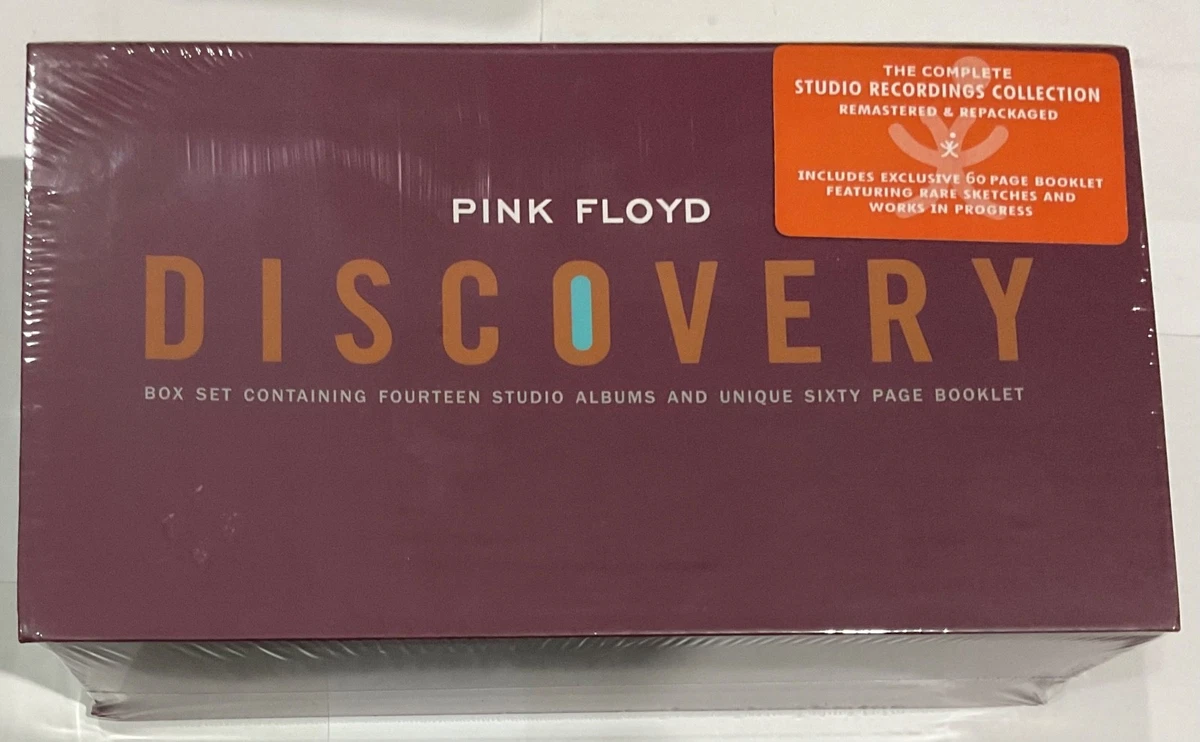 THE COMPLETE
STUDIO RECORDINGS COLLECTION
REMASTERED & REPACKAGED
INCLUDES EXCLUSIVE 60 PAGE BOOKLET
FEATURING RARE SKETCHES AND
WORKS IN PROGRESS
PINK FLOYD
DISCOVERY
BOX SET CONTAINING FOURTEEN STUDIO ALBUMS AND UNIQUE SIXTY PAGE BOOKLET